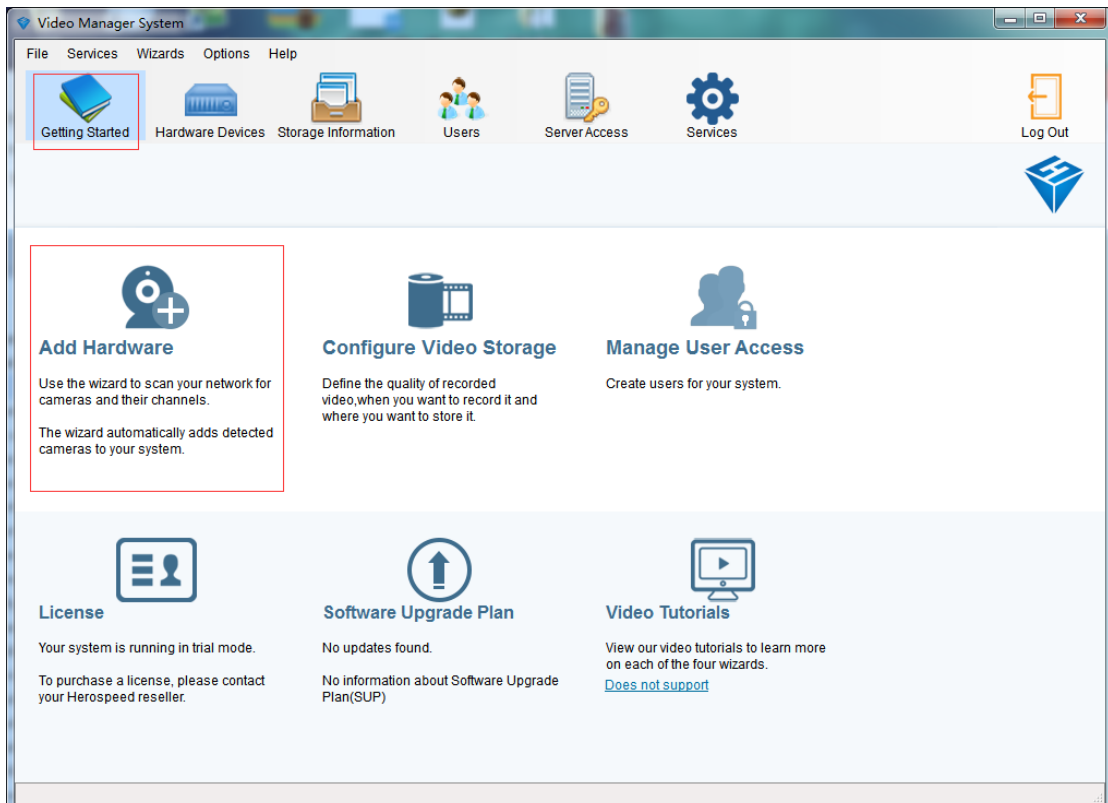 Video Manager System
File Services Wizards Options Help
Getting Started Hardware Devices Storage Information Users Server Access Services Log Out
Add Hardware
Use the wizard to scan your network for
cameras and their channels.
The wizard automatically adds detected
cameras to your system.
Configure Video Storage
Define the quality of recorded
video,when you want to record it and
where you want to store it.
Manage User Access
Create users for your system.
License
Your system is running in trial mode.
To purchase a license, please contact
your Herospeed reseller.
Software Upgrade Plan
No updates found.
No information about Software Upgrade
Plan(SUP)
Video Tutorials
View our video tutorials to learn more
on each of the four wizards.
Does not support